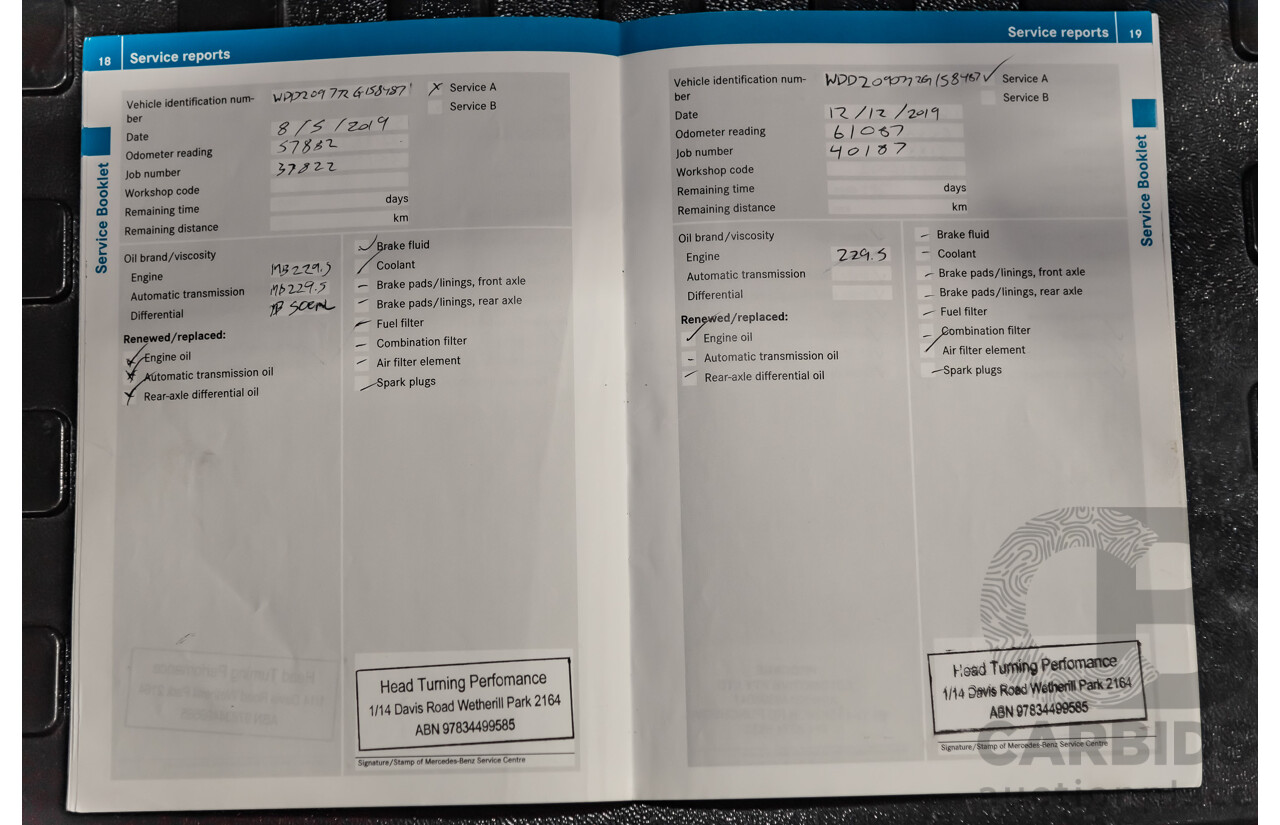 18 Service reports
Vehicle identification num-
ber
WDD2097726158487
Service A
Service B
Date 8/5/2019
Odometer reading 57882
Job number 37822
Workshop code
Remaining time days
Remaining distance km
Service Booklet
Oil brand/viscosity
Engine MB229.5
Automatic transmission MB229.5
Differential
Renewed/replaced:
Engine oil
Automatic transmission oil
Rear-axle differential oil
Brake fluid
Coolant
Brake pads/linings, front axle
Brake pads/linings, rear axle
Fuel filter
Combination filter
Air filter element
Spark plugs
Head Turning Perfomance
1/14 Davis Road Wetherill Park 2164
ABN 97834499585
Signature/Stamp of Mercedes-Benz Service Centre
Service reports 19
Vehicle identification num-
ber
Service A
Service B
Date 12/12/2019
Odometer reading 61087
Job number 40187
Workshop code
Remaining time days
Remaining distance km
Service Booklet
Oil brand/viscosity
Engine 229.5
Automatic transmission
Differential
Renewed/replaced:
Engine oil
Automatic transmission oil
Rear-axle differential oil
Brake fluid
Coolant
Brake pads/linings, front axle
Brake pads/linings, rear axle
Fuel filter
Combination filter
Air filter element
Spark plugs
Head Turning Perfomance
1/14 Davis Road Wetherill Park 2164
ABN 97834499585
Signature/Stamp of Mercedes-Benz Service Centre
CARBID